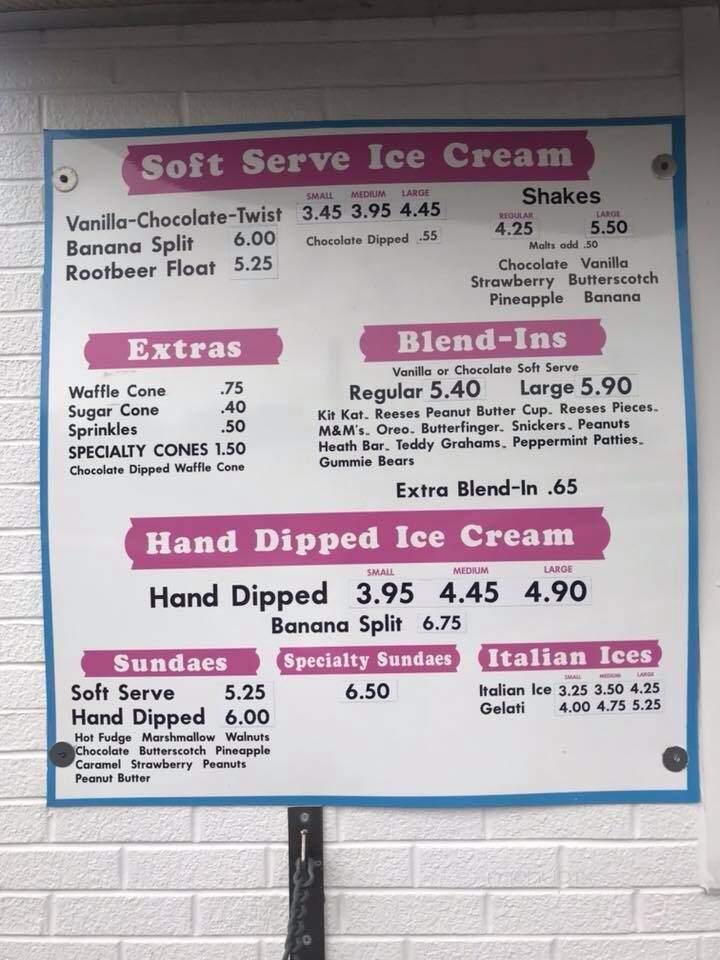 Soft Serve Ice Cream
SMALL MEDIUM LARGE
Vanilla-Chocolate-Twist 3.45 3.95 4.45
Banana Split 6.00
Chocolate Dipped .55
Rootbeer Float 5.25
Shakes
REGULAR LARGE
4.25 5.50
Malts add .50
Chocolate Vanilla
Strawberry Butterscotch
Pineapple Banana
Extras
Waffle Cone .75
Sugar Cone .40
Sprinkles .50
SPECIALTY CONES 1.50
Chocolate Dipped Waffle Cone
Blend-Ins
Vanilla or Chocolate Soft Serve
Regular 5.40 Large 5.90
Kit Kat. Reeses Peanut Butter Cup. Reeses Pieces.
M&M's. Oreo. Butterfinger. Snickers. Peanuts
Heath Bar. Teddy Grahams. Peppermint Patties.
Gummie Bears
Extra Blend-In .65
Hand Dipped Ice Cream
SMALL MEDIUM LARGE
Hand Dipped 3.95 4.45 4.90
Banana Split 6.75
Sundaes
Soft Serve 5.25
Hand Dipped 6.00
Hot Fudge Marshmallow Walnuts
Chocolate Butterscotch Pineapple
Caramel Strawberry Peanuts
Peanut Butter
Specialty Sundaes
6.50
Italian Ices
SMALL MEDIUM LARGE
Italian Ice 3.25 3.50 4.25
Gelati 4.00 4.75 5.25